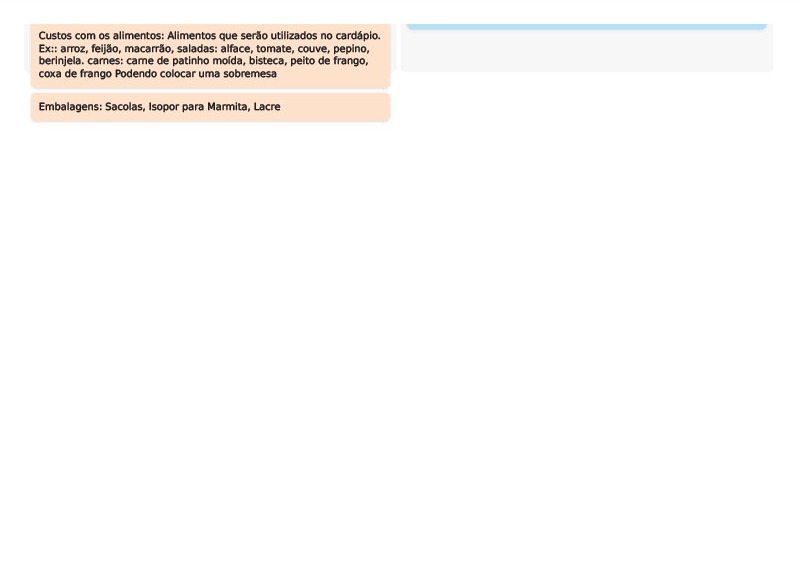 Custos com os alimentos: Alimentos que serão utilizados no cardápio.
Ex:: arroz, feijão, macarrão, saladas: alface, tomate, couve, pepino,
berinjela. carnes: carne de patinho moída, bisteca, peito de frango,
coxa de frango Podendo colocar uma sobremesa
Embalagens: Sacolas, Isopor para Marmita, Lacre